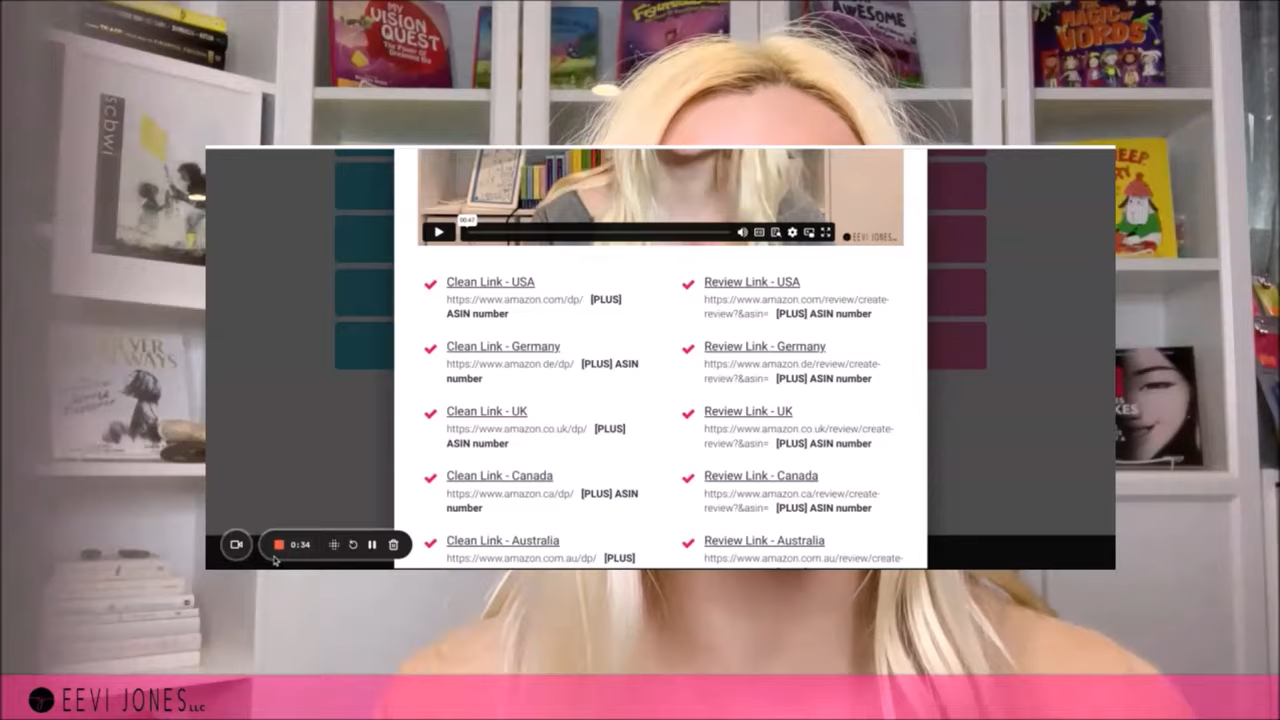 MY
VISION
QUEST
AWESOME
THE
MAGIC OF
WORDS
scbwi
00:47
EEVI JONES
Clean Link - USA
https://www.amazon.com/dp/ [PLUS]
ASIN number
Review Link - USA
https://www.amazon.com/review/create-
review?&asin= [PLUS] ASIN number
Clean Link - Germany
https://www.amazon.de/dp/ [PLUS] ASIN
number
Review Link - Germany
https://www.amazon.de/review/create-
review?&asin= [PLUS] ASIN number
Clean Link - UK
https://www.amazon.co.uk/dp/ [PLUS]
ASIN number
Review Link - UK
https://www.amazon.co.uk/review/create-
review?&asin= [PLUS] ASIN number
Clean Link - Canada
https://www.amazon.ca/dp/ [PLUS] ASIN
number
Review Link - Canada
https://www.amazon.ca/review/create-
review?&asin= [PLUS] ASIN number
Clean Link - Australia
https://www.amazon.com.au/dp/ [PLUS]
Review Link - Australia
https://www.amazon.com.au/review/create-
0:34
EEVI JONES LLC